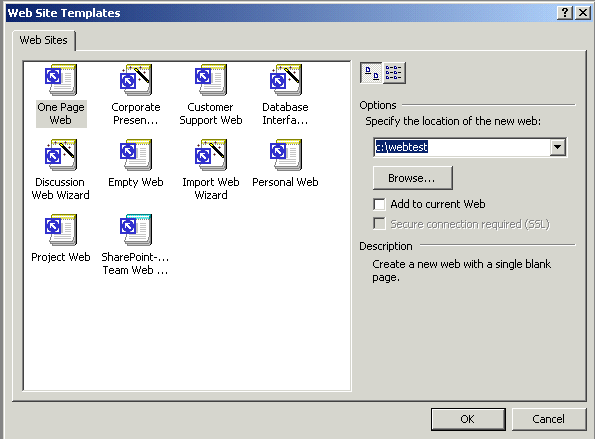 Web Site Templates
Web Sites
One Page
Web
Corporate
Presen...
Customer
Support Web
Database
Interfa...
Discussion
Web Wizard
Empty Web
Import Web
Wizard
Personal Web
Project Web
SharePoint-...
Team Web ...
Options
Specify the location of the new web:
c:\webtest
Browse...
Add to current Web
Secure connection required (SSL)
Description
Create a new web with a single blank
page.
OK
Cancel